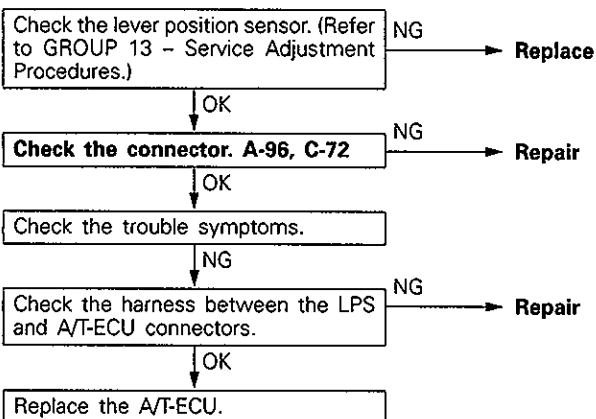 Check the lever position sensor. (Refer
to GROUP 13 – Service Adjustment
Procedures.)
NG
Replace
OK
Check the connector. A-96, C-72
NG
Repair
OK
Check the trouble symptoms.
NG
Check the harness between the LPS
and A/T-ECU connectors.
NG
Repair
OK
Replace the A/T-ECU.